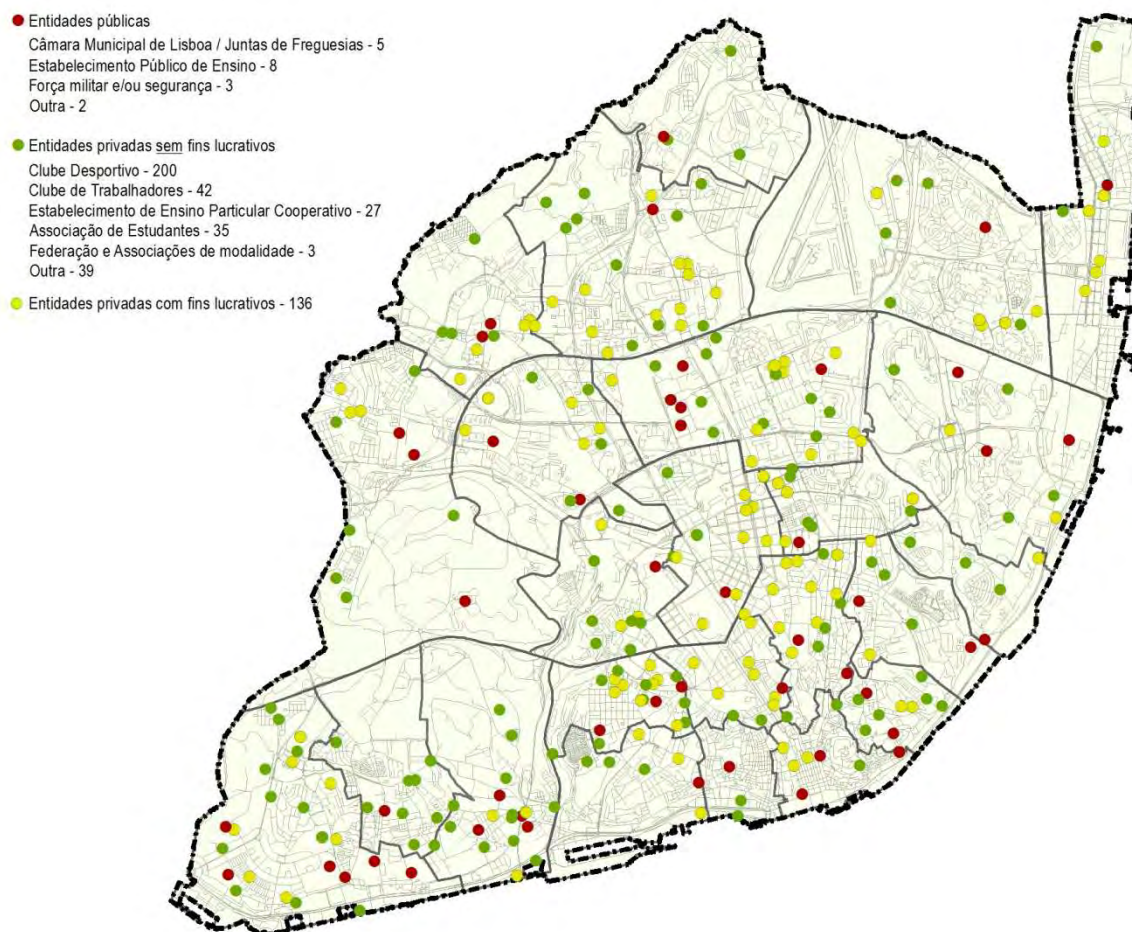 Entidades públicas
Câmara Municipal de Lisboa / Juntas de Freguesias - 5
Estabelecimento Público de Ensino - 8
Força militar e/ou segurança - 3
Outra - 2
Entidades privadas sem fins lucrativos
Clube Desportivo - 200
Clube de Trabalhadores - 42
Estabelecimento de Ensino Particular Cooperativo - 27
Associação de Estudantes - 35
Federação e Associações de modalidade - 3
Outra - 39
Entidades privadas com fins lucrativos - 136